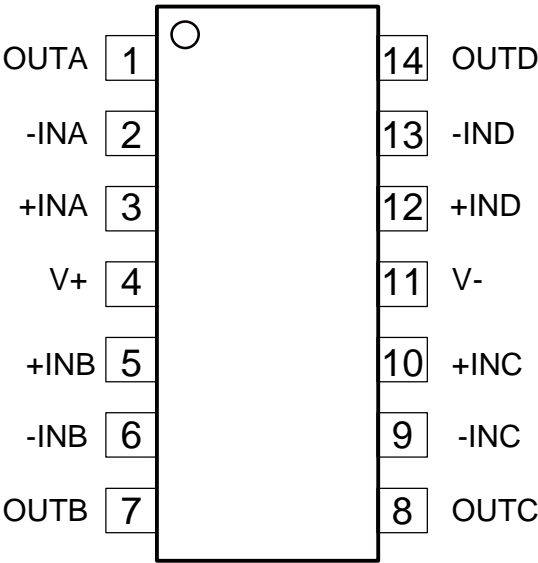 OUTA 1 14 OUTD
-INA 2 13 -IND
+INA 3 12 +IND
V+ 4 11 V-
+INB 5 10 +INC
-INB 6 9 -INC
OUTB 7 8 OUTC